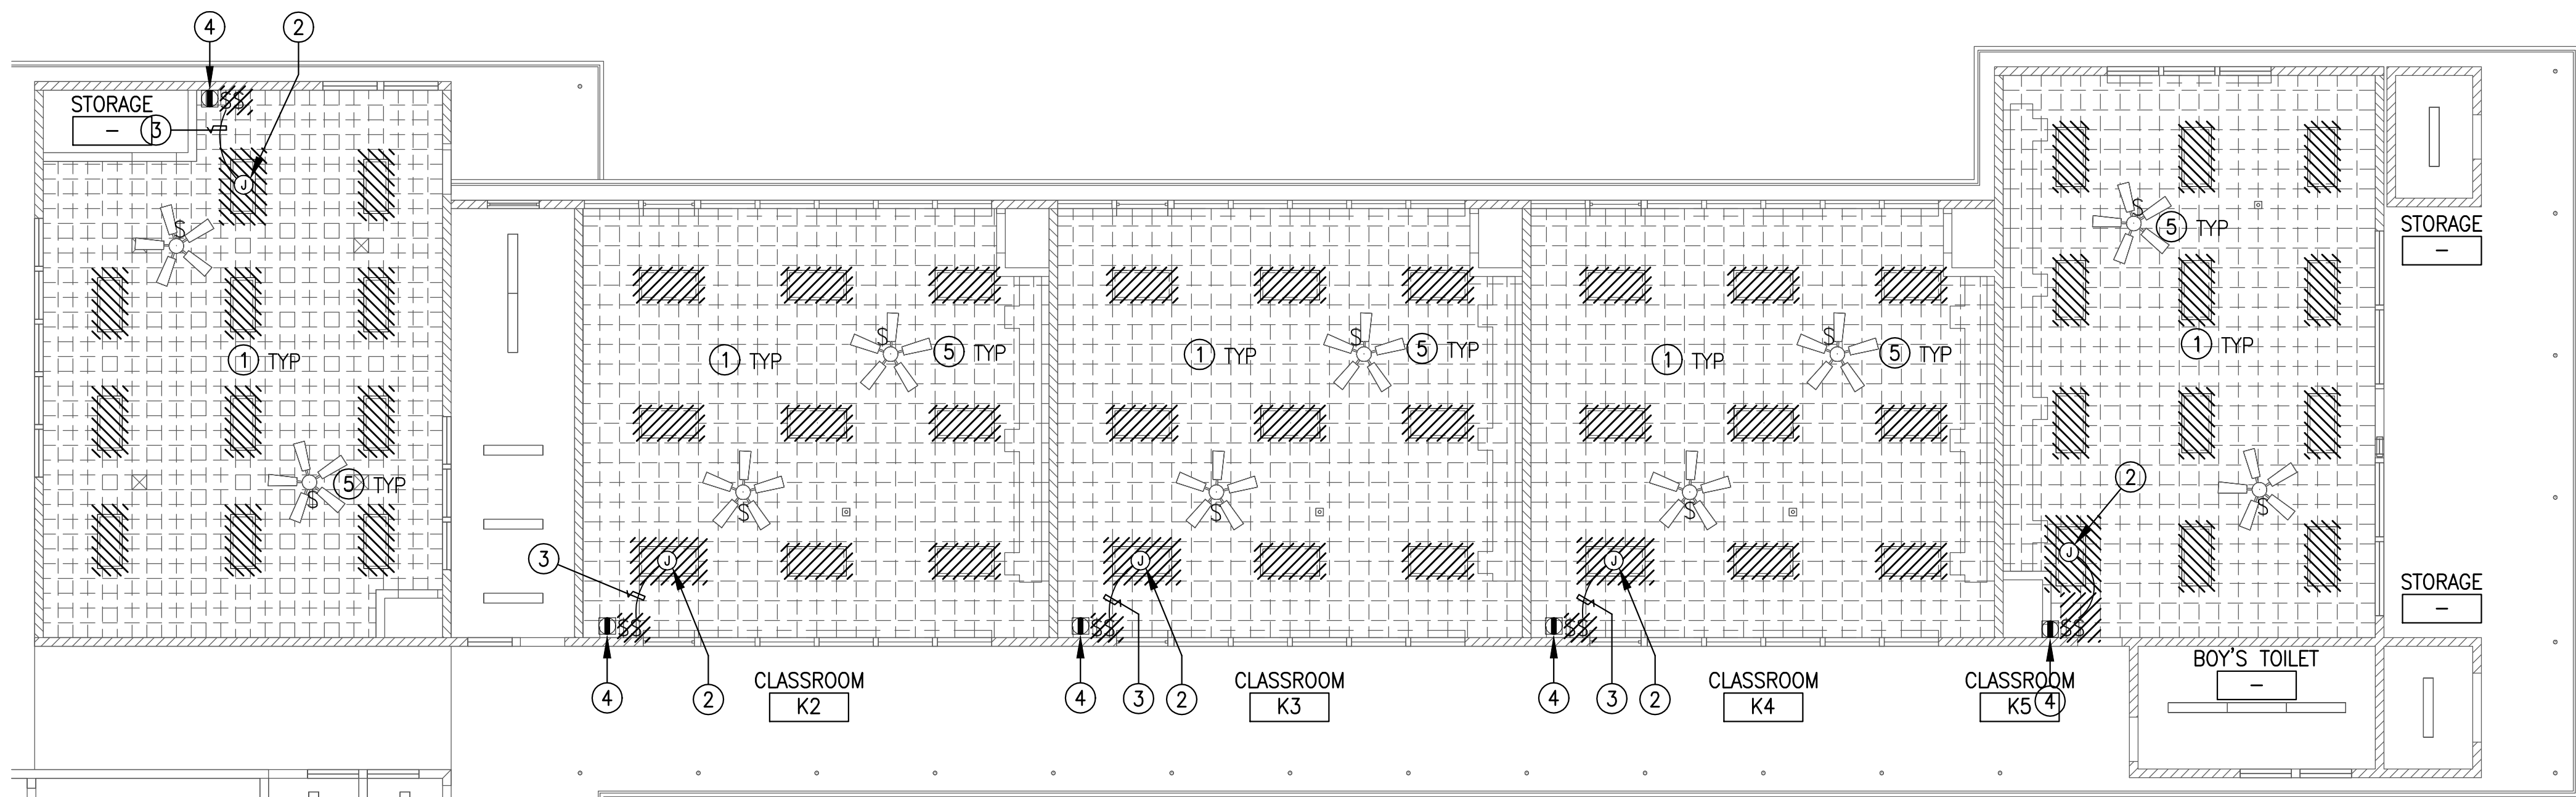 4
2
STORAGE
-
3
$$
J
$
1 TYP
5 TYP
$
3
$$
J
4
2
1 TYP
$
5 TYP
$
CLASSROOM
K2
$$
J
4
3
2
1 TYP
$
5 TYP
$
CLASSROOM
K3
$$
J
4
3
2
1 TYP
$
5 TYP
$
CLASSROOM
K4
$
5 TYP
1 TYP
2
J
$
$$
CLASSROOM
K5
4
STORAGE
-
STORAGE
-
BOY'S TOILET
-